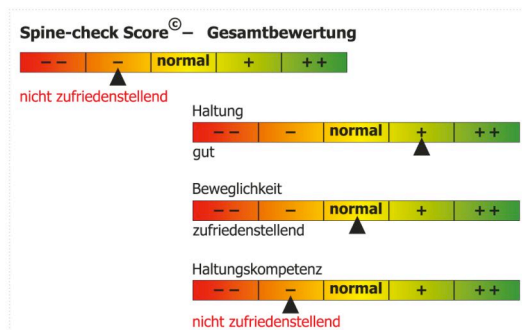 Spine-check Score© – Gesamtbewertung
-- - normal + ++
nicht zufriedenstellend
Haltung
-- - normal + ++
gut
Beweglichkeit
-- - normal + ++
zufriedenstellend
Haltungskompetenz
-- - normal + ++
nicht zufriedenstellend